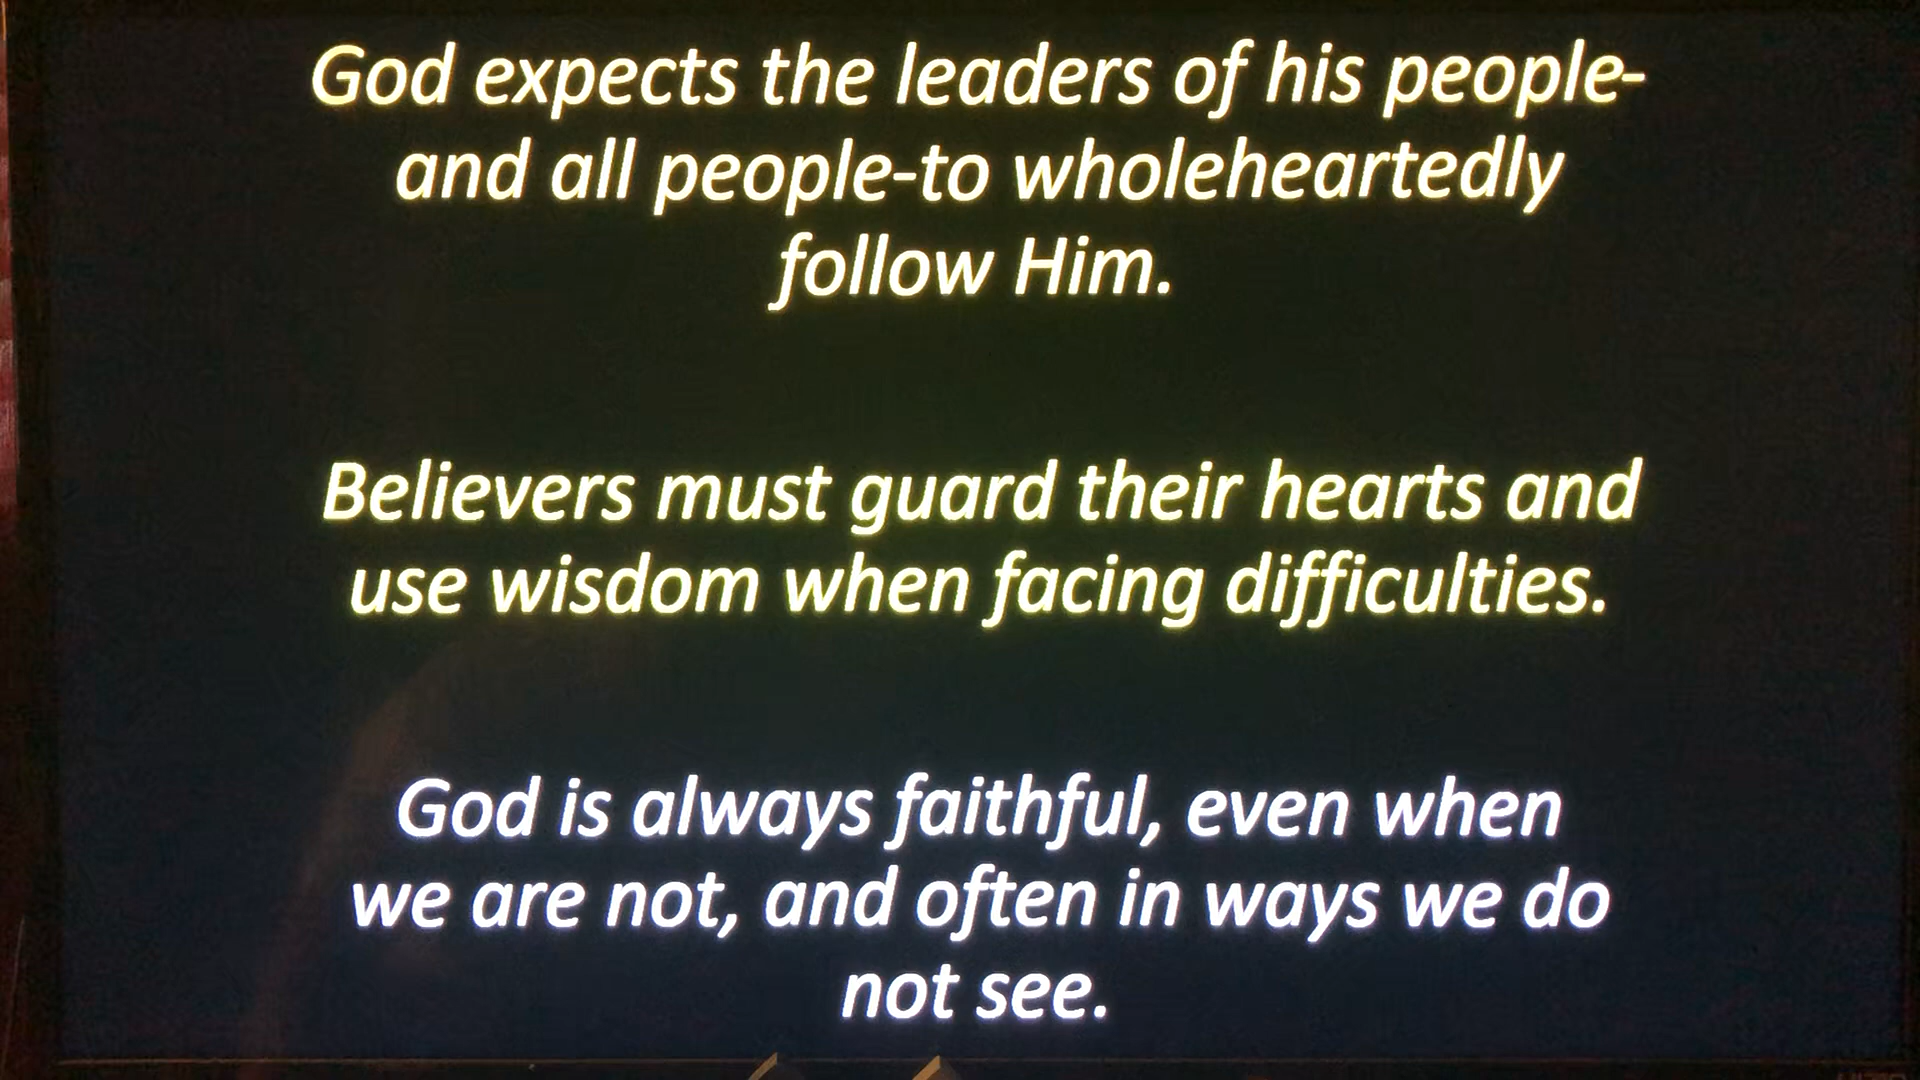 God expects the leaders of his people-
and all people-to wholeheartedly
follow Him.
Believers must guard their hearts and
use wisdom when facing difficulties.
God is always faithful, even when
we are not, and often in ways we do
not see.